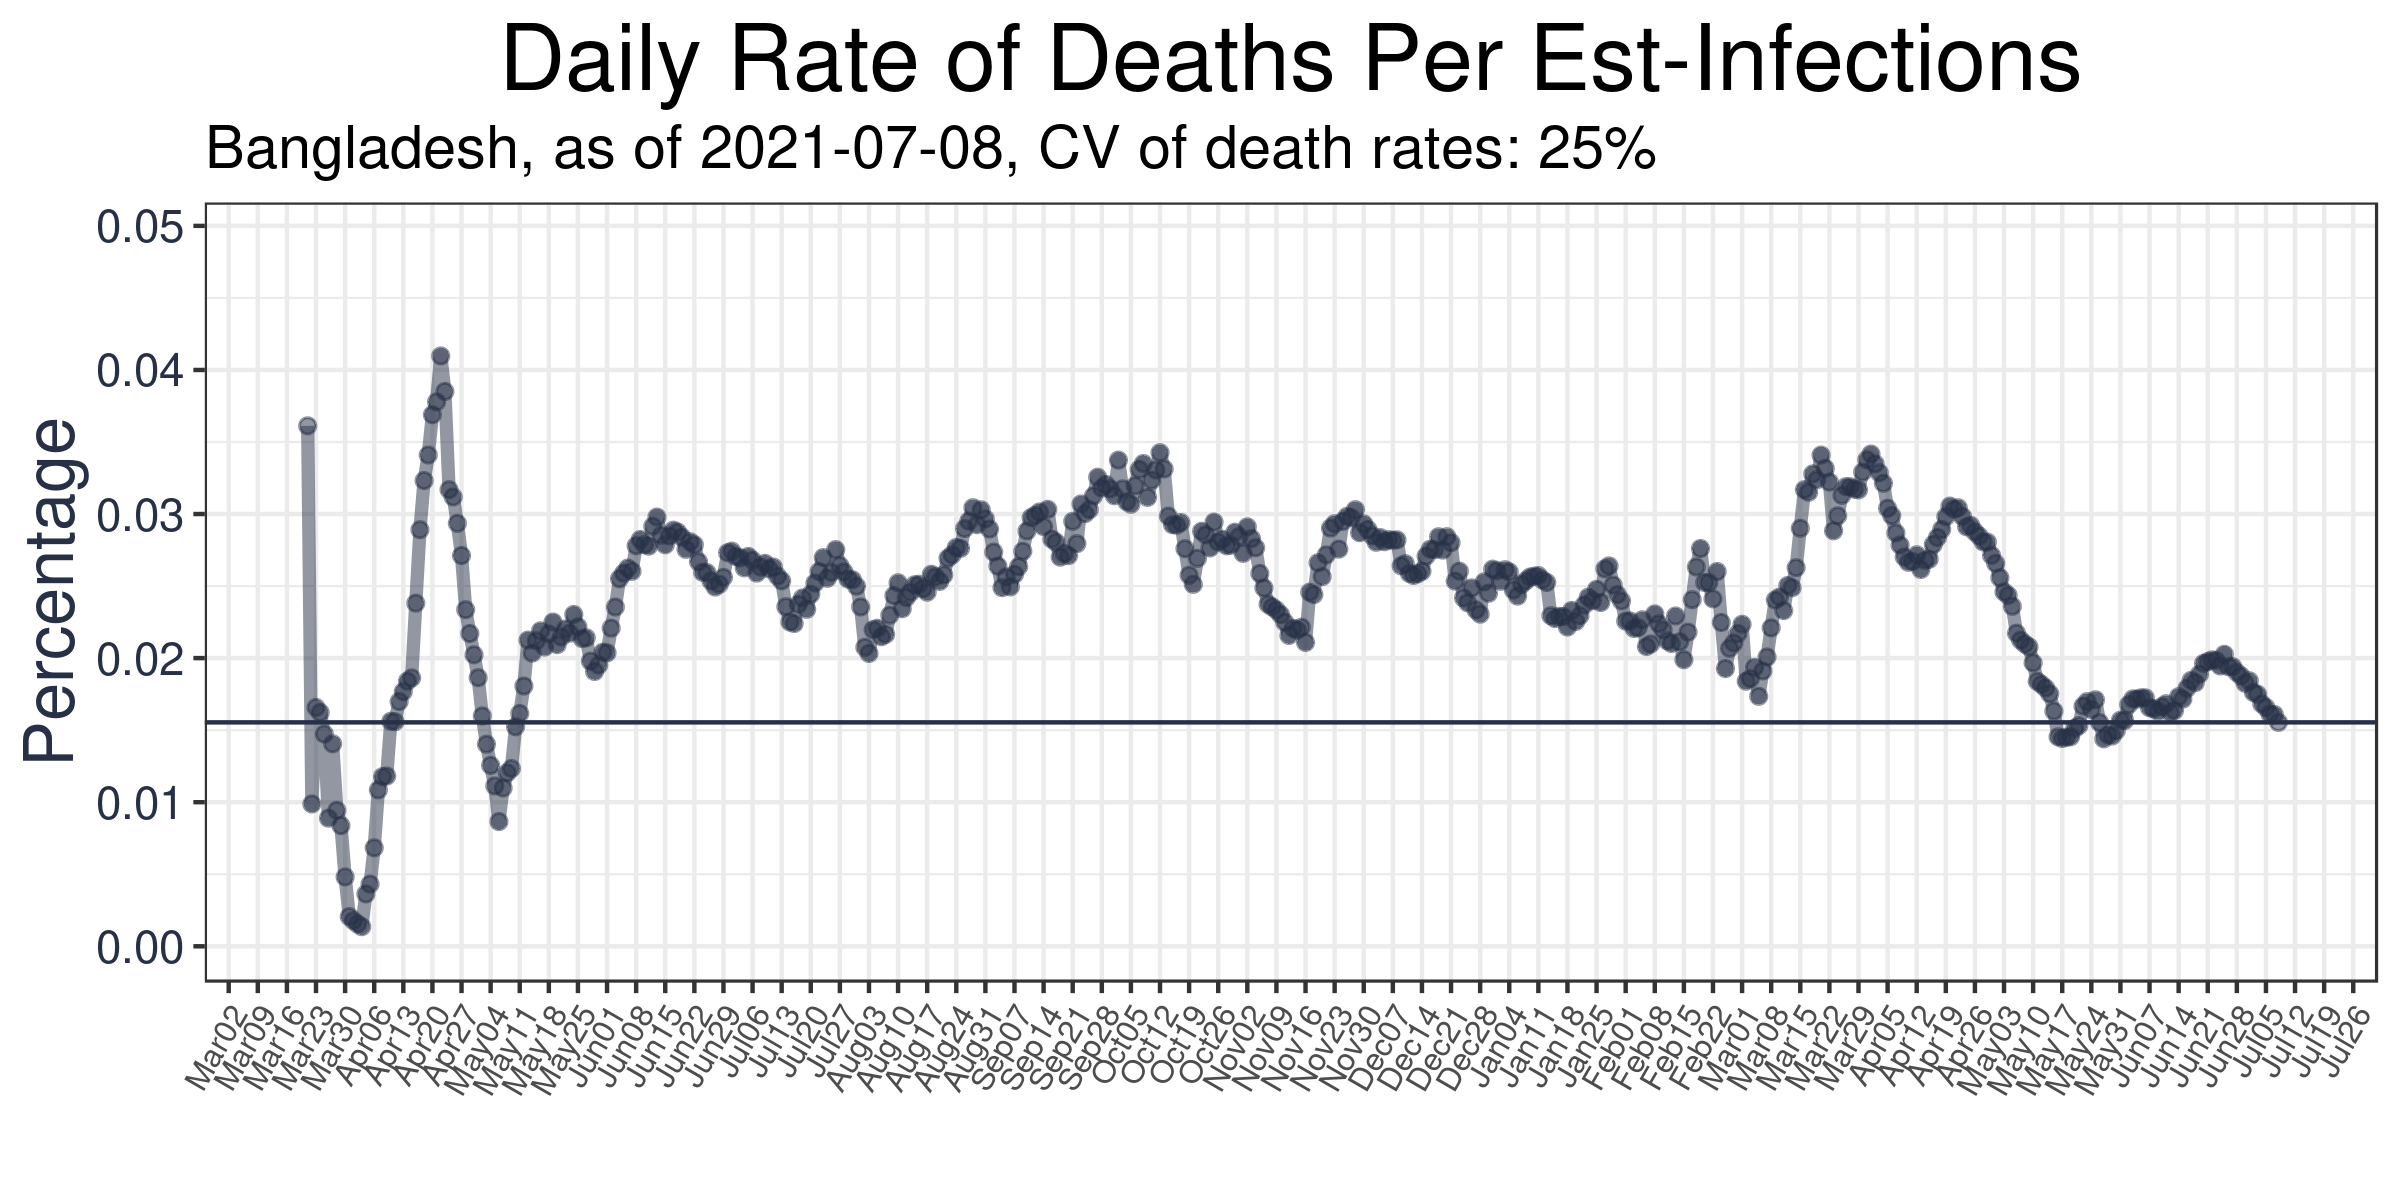 Daily Rate of Deaths Per Est-Infections
Bangladesh, as of 2021-07-08, CV of death rates: 25%
Percentage
0.05
0.04
0.03
0.02
0.01
0.00
Mar02
Mar09
Mar16
Mar23
Mar30
Apr06
Apr13
Apr20
Apr27
May04
May11
May18
May25
Jun01
Jun08
Jun15
Jun22
Jun29
Jul06
Jul13
Jul20
Jul27
Aug03
Aug10
Aug17
Aug24
Aug31
Sep07
Sep14
Sep21
Sep28
Oct05
Oct12
Oct19
Oct26
Nov02
Nov09
Nov16
Nov23
Nov30
Dec07
Dec14
Dec21
Dec28
Jan04
Jan11
Jan18
Jan25
Feb01
Feb08
Feb15
Feb22
Mar01
Mar08
Mar15
Mar22
Mar29
Apr05
Apr12
Apr19
Apr26
May03
May10
May17
May24
May31
Jun07
Jun14
Jun21
Jun28
Jul05
Jul12
Jul19
Jul26